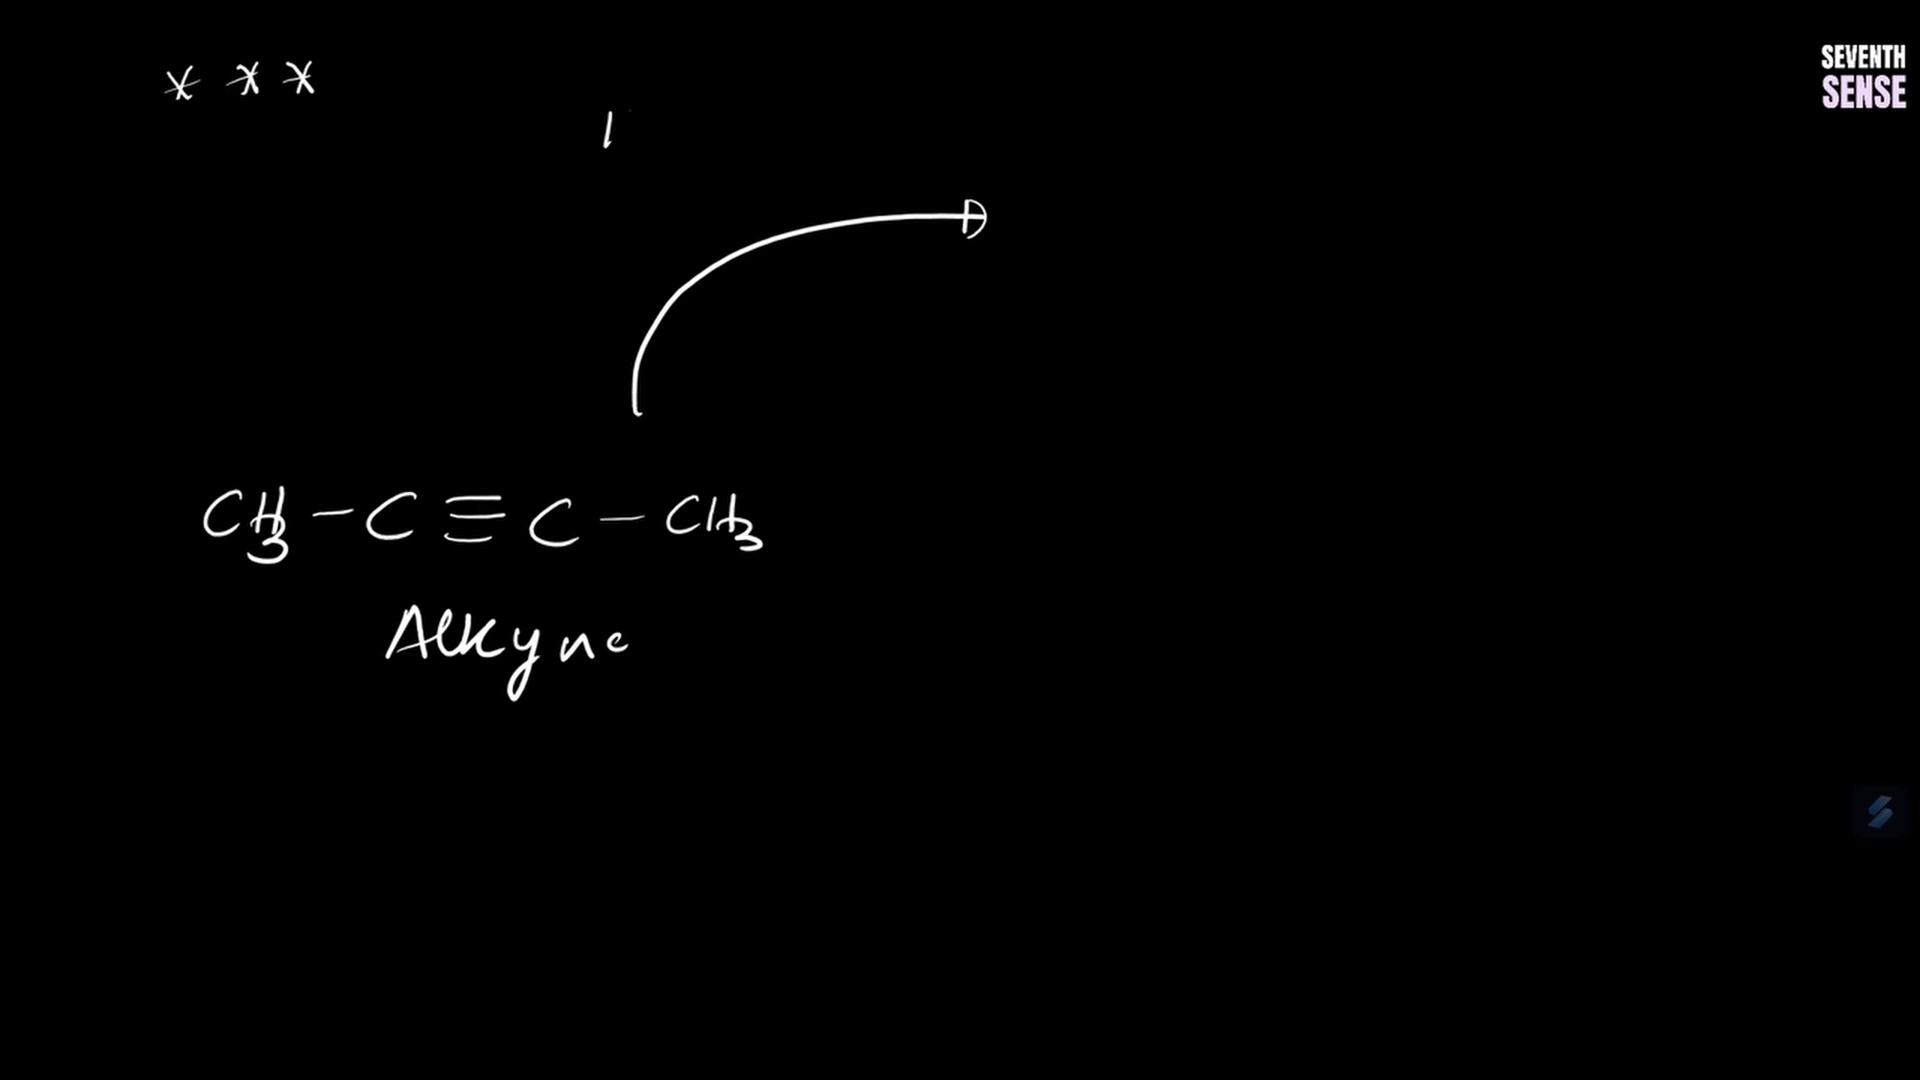 * * *
SEVENTH
SENSE
CH3 - C ≡ C - CH3
Alkyne